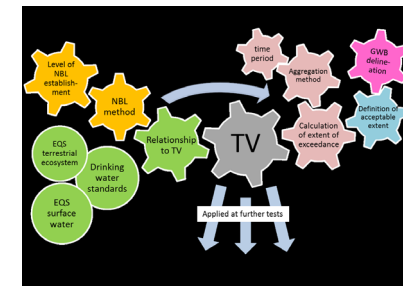 Level of
NBL
establish-
ment
NBL
method
EQS
terrestrial
ecosystem
Drinking
water
standards
EQS
surface
water
Relationship
to TV
TV
time
period
Aggregation
method
GWB
deline-
ation
Calculation
of extent of
exceedance
Definition of
acceptable
extent
Applied at further tests